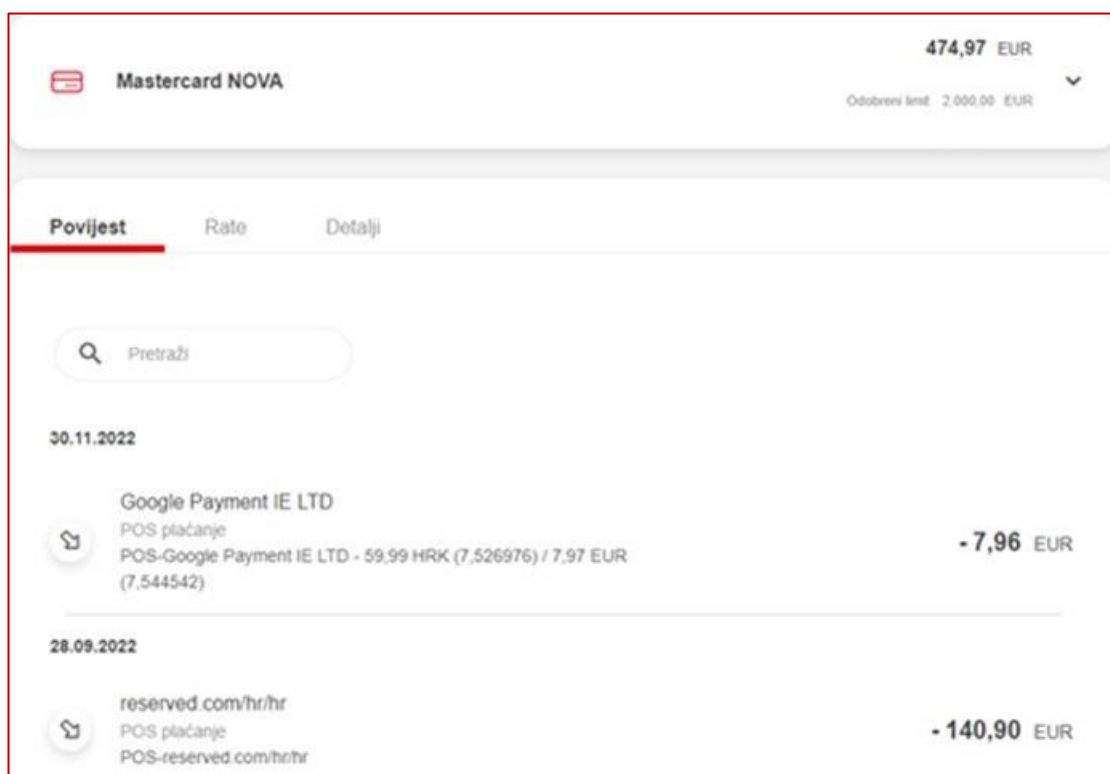 474,97 EUR
Mastercard NOVA
Odobreni limit 2.000,00 EUR
Povijest Rate Detalji
Pretraži
30.11.2022
Google Payment IE LTD
POS plaćanje
POS-Google Payment IE LTD - 59,99 HRK (7,526976) / 7,97 EUR
(7,544542)
- 7,96 EUR
28.09.2022
reserved.com/hr/hr
POS plaćanje
POS-reserved.com/hr/hr
- 140,90 EUR